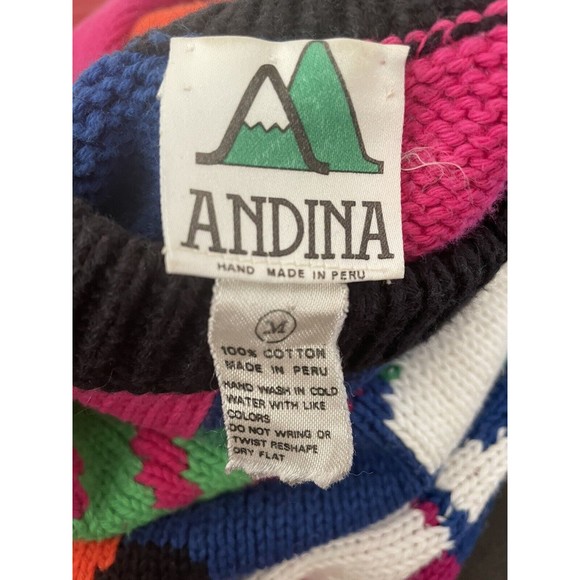 ANDINA
HAND MADE IN PERU
M
100% COTTON
MADE IN PERU
HAND WASH IN COLD
WATER WITH LIKE
COLORS
DO NOT WRING OR
TWIST RESHAPE
DRY FLAT